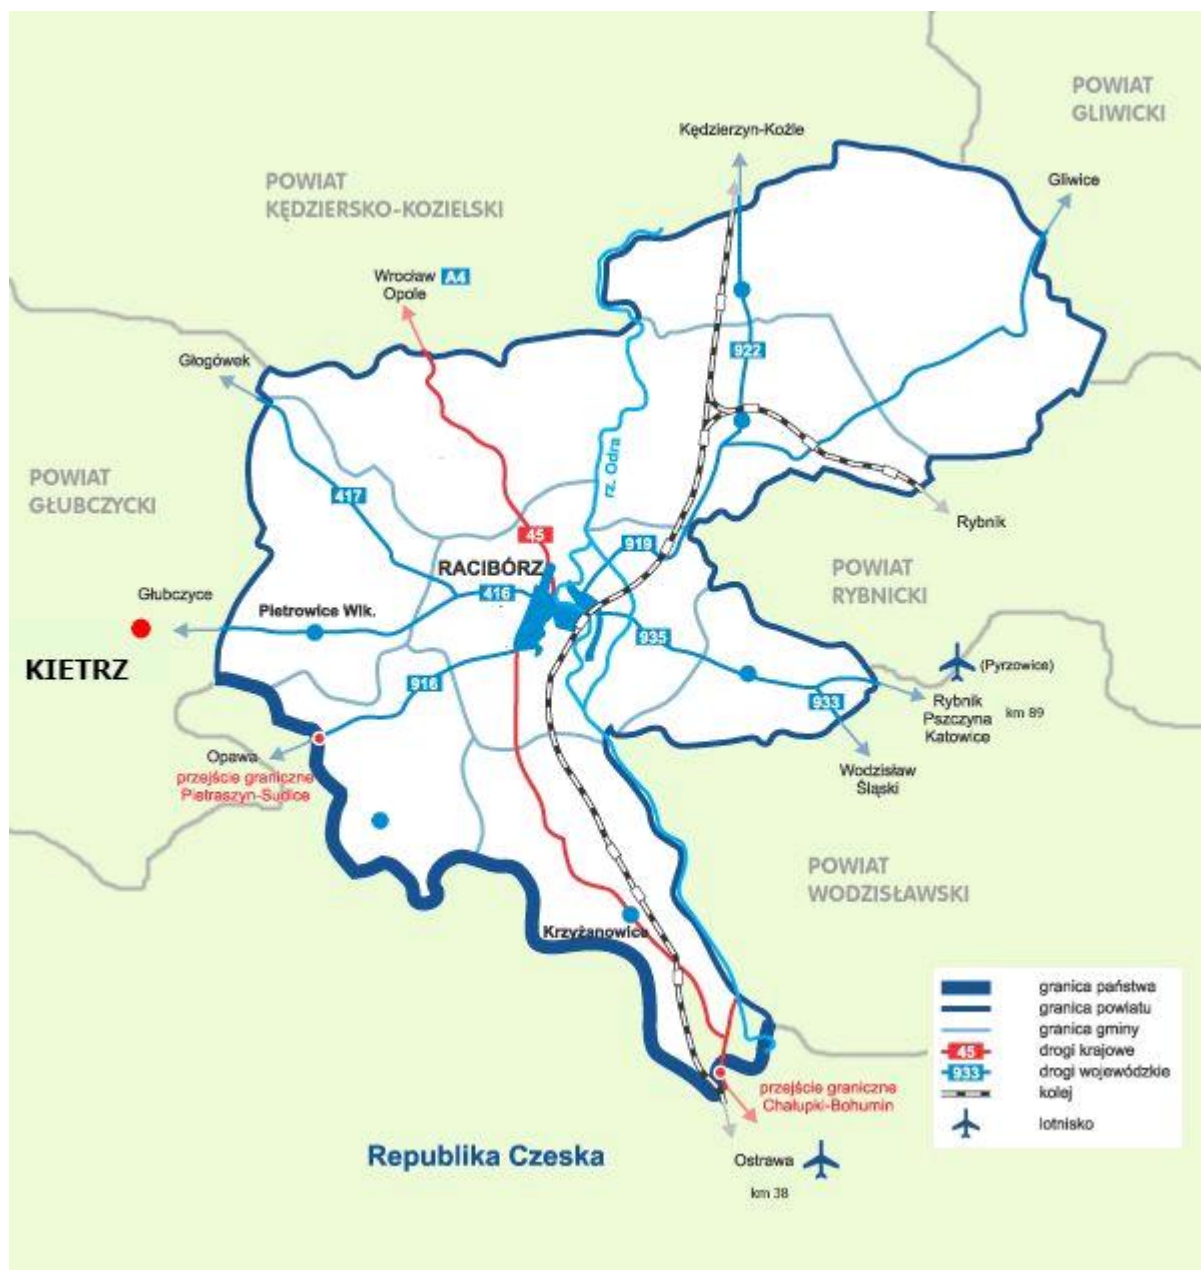 POWIAT
GLIWICKI
Kędzierzyn-Koźle
Gliwice
POWIAT
KĘDZIERSKO-KOZIELSKI
Wrocław A4
Opole
Głogówek
922
rz. Odra
POWIAT
GŁUBCZYCKI
417
Rybnik
45
919
RACIBÓRZ
POWIAT
RYBNICKI
416
Głubczyce
Pietrowice Wlk.
935
KIETRZ
(Pyrzowice)
916
933
Rybnik
Pszczyna
Katowice
km 89
Opawa
przejście graniczne
Pietraszyn-Sudice
Wodzisław
Śląski
POWIAT
WODZISŁAWSKI
Krzyżanowice
granica państwa
granica powiatu
granica gminy
45 drogi krajowe
933 drogi wojewódzkie
kolej
lotnisko
przejście graniczne
Chałupki-Bohumin
Republika Czeska
Ostrawa
km 38